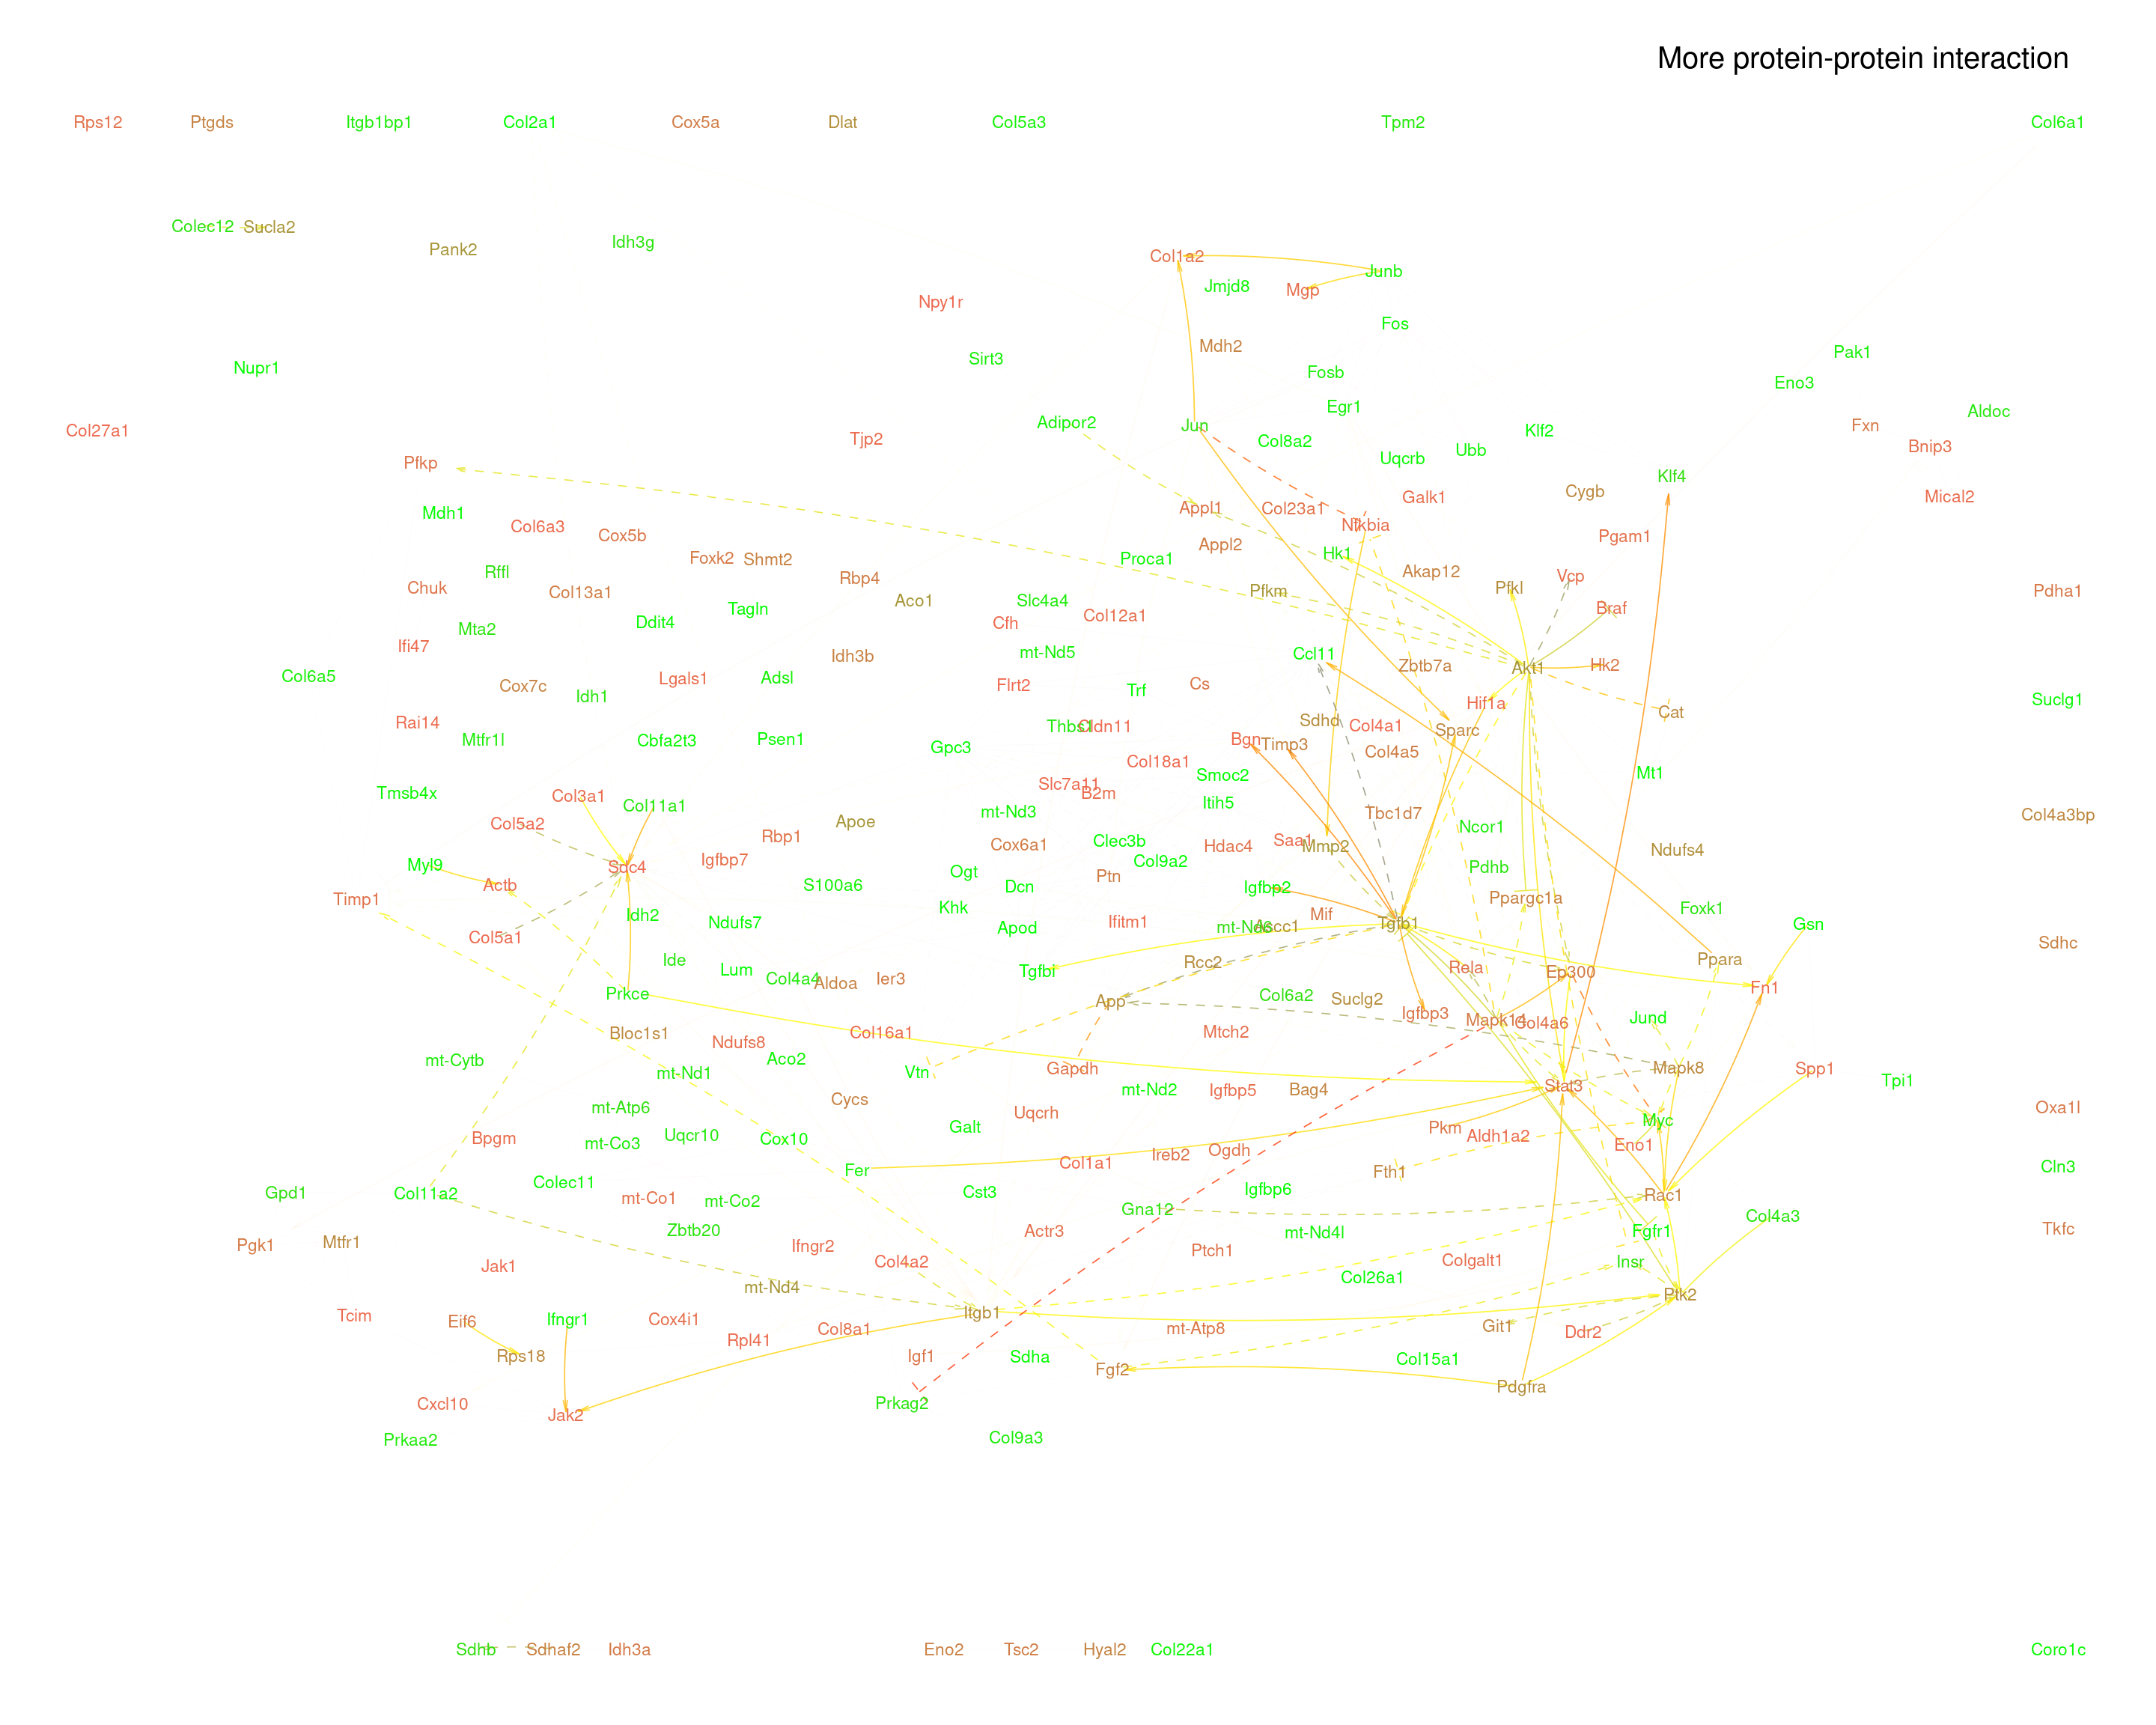 More protein-protein interaction
Rps12 Ptgds Itgb1bp1 Col2a1 Cox5a Dlat Col5a3 Tpm2 Col6a1
Colec12 Sucla2 Idh3g
Pank2 Col1a2
Junb
Jmjd8 Mgp
Npy1r
Fos
Mdh2
Sirt3 Pak1
Nupr1 Fosb
Eno3
Egr1 Aldoc
Adipor2 Jun Fxn
Col27a1 Klf2
Tjp2 Col8a2 Ubb Bnip3
Pfkp Uqcrb
Klf4
Cygb
Galk1 Mical2
Mdh1 Appl1 Col23a1
Col6a3 Nfkbia
Cox5b Pgam1
Appl2
Foxk2 Shmt2 Proca1 Hk1
Rffl Rbp4 Akap12 Vcp
Chuk Col13a1 Pfkm Pfkl Pdha1
Aco1 Slc4a4
Tagln Col12a1 Braf
Mta2 Ddit4 Cfh
Ifi47 Idh3b mt-Nd5 Ccl11
Zbtb7a Akt1 Hk2
Col6a5 Cox7c Lgals1 Adsl Flrt2 Trf Cs
Idh1 Hif1a Suclg1
Rai14 Sdhd Cat
Mtfr1l Cbfa2t3 Psen1 Gpc3 Thbs1 Cldn11 Bgn Timp3 Col4a1 Sparc
Col18a1 Col4a5
Smoc2 Mt1
Tmsb4x Col3a1 Slc7a11 B2m
Col11a1 mt-Nd3 Itih5 Tbc1d7 Col4a3bp
Col5a2 Apoe Rbp1 Ncor1
Cox6a1 Clec3b Hdac4 Saa1 Mmp2 Ndufs4
Myl9 Sdc4 Igfbp7 Col9a2 Pdhb
Actb S100a6 Ogt Dcn Ptn Igfbp2
Timp1 Ppargc1a
Idh2 Ndufs7 Khk Apod Ifitm1 mt-Nd6 Ascc1 Mif Tgfb1 Foxk1 Gsn
Col5a1 Sdhc
Ide Lum Rcc2 Rela Ep300 Ppara
Prkce Col4a4 Aldoa Ier3 Tgfbi Fn1
App Col6a2 Suclg2
Bloc1s1 Col16a1 Mtch2 Igfbp3 Mapk14 Col4a6 Jund
Ndufs8
mt-Cytb mt-Nd1 Aco2 Vtn Gapdh Mapk8 Spp1
Tpi1
mt-Atp6 Cycs mt-Nd2 Igfbp5 Bag4 Stat3
Uqcrh Oxa1l
Bpgm mt-Co3 Uqcr10 Cox10 Galt Pkm Aldh1a2 Myc
Eno1
Fer Col1a1 Ireb2 Ogdh Fth1 Cln3
Gpd1 Col11a2 Colec11 Cst3 Igfbp6 Rac1
mt-Co1 mt-Co2 Gna12
Zbtb20 Actr3 mt-Nd4l Fgfr1 Col4a3 Tkfc
Pgk1 Mtfr1 Ifngr2 Ptch1
Jak1 Col4a2 Colgalt1 Insr
mt-Nd4 Col26a1 Ptk2
Tcim Eif6 Ifngr1 Cox4i1 Itgb1
Rpl41 Col8a1 mt-Atp8 Git1 Ddr2
Rps18 Igf1 Sdha Fgf2 Col15a1
Pdgfra
Cxcl10 Jak2 Prkag2
Prkaa2 Col9a3
Sdhb Sdhaf2 Idh3a Eno2 Tsc2 Hyal2 Col22a1 Coro1c